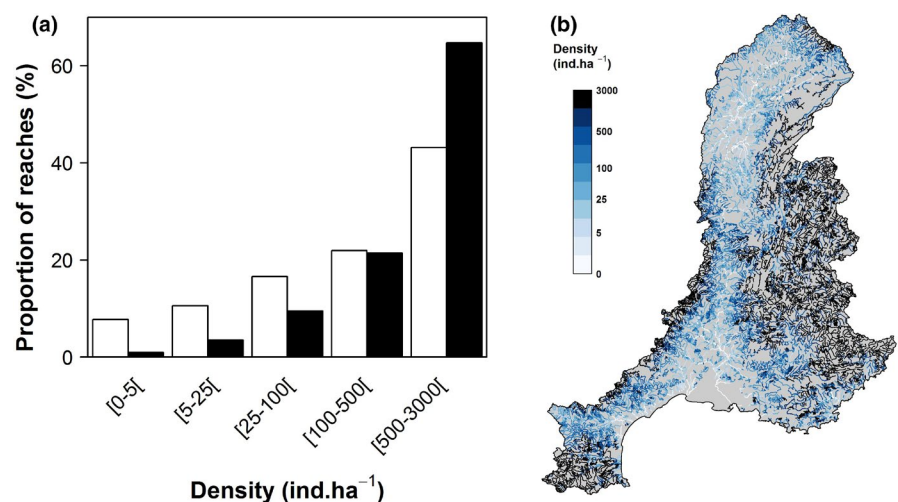 (a)
Proportion of reaches (%)
60
40
20
0
[0-5[
[5-25[
[25-100[
[100-500[
[500-3000[
Density (ind.ha⁻¹)
(b)
Density
(ind.ha ⁻¹)
3000
500
100
25
5
0